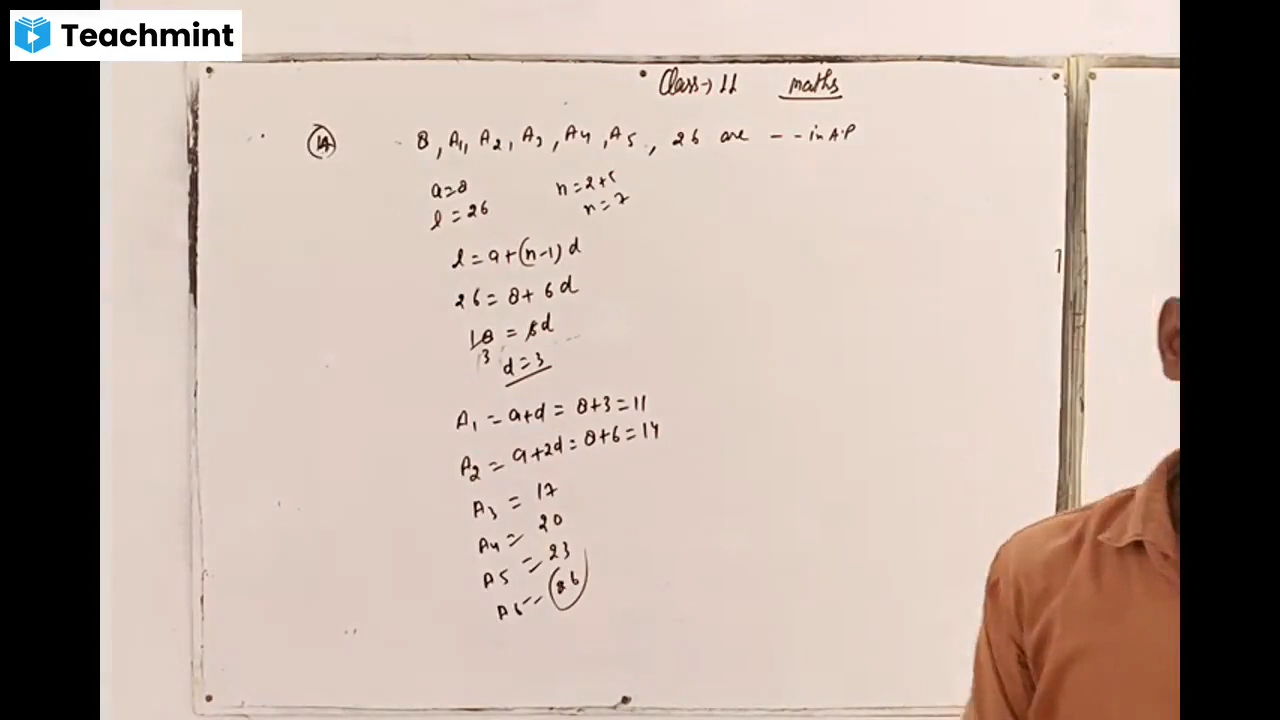 Teachmint
Class→ 11 maths
14 8, A1, A2, A3, A4, A5, 26 are - - in A.P
a=8 n=2+5
l=26 n=7
l=a+(n-1)d
26=8+6d
18=6d
3
d=3
A1=a+d=8+3=11
A2=a+2d=8+6=14
A3=17
A4=20
A5=23
A6=26